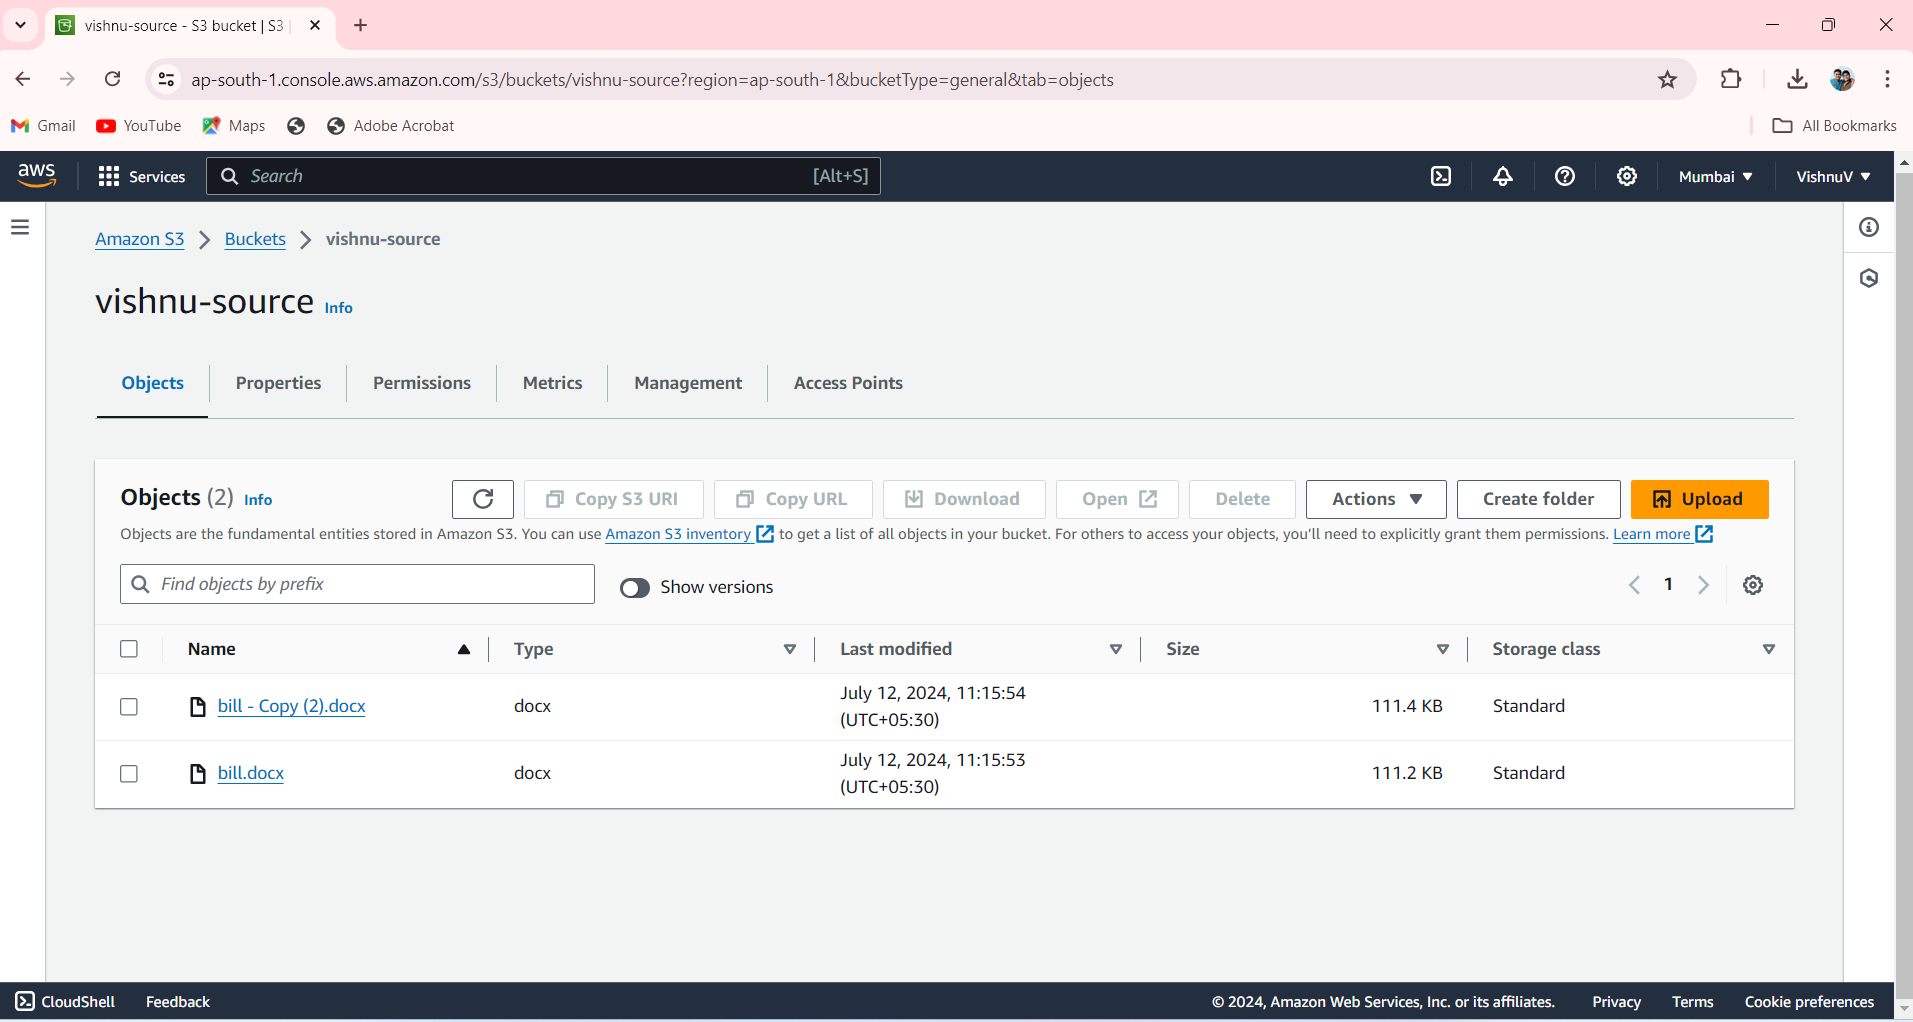 vishnu-source - S3 bucket | S3
ap-south-1.console.aws.amazon.com/s3/buckets/vishnu-source?region=ap-south-1&bucketType=general&tab=objects
Gmail YouTube Maps Adobe Acrobat All Bookmarks
aws Services Search [Alt+S] Mumbai VishnuV
Amazon S3 Buckets vishnu-source
vishnu-source Info
Objects Properties Permissions Metrics Management Access Points
Objects (2) Info Copy S3 URI Copy URL Download Open Delete Actions Create folder Upload
Objects are the fundamental entities stored in Amazon S3. You can use Amazon S3 inventory to get a list of all objects in your bucket. For others to access your objects, you'll need to explicitly grant them permissions. Learn more
Find objects by prefix Show versions 1
Name Type Last modified Size Storage class
bill - Copy (2).docx docx July 12, 2024, 11:15:54 (UTC+05:30) 111.4 KB Standard
bill.docx docx July 12, 2024, 11:15:53 (UTC+05:30) 111.2 KB Standard
CloudShell Feedback © 2024, Amazon Web Services, Inc. or its affiliates. Privacy Terms Cookie preferences